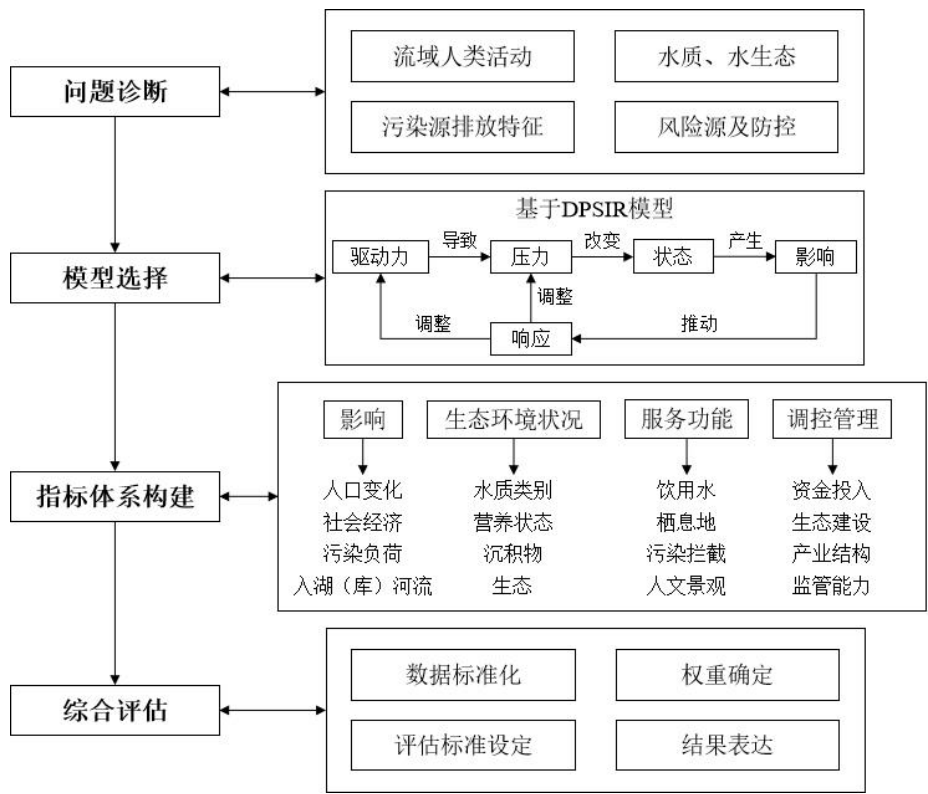 问题诊断
流域人类活动
水质、水生态
污染源排放特征
风险源及防控
模型选择
基于DPSIR模型
驱动力
导致
压力
改变
状态
产生
影响
调整
调整
响应
推动
指标体系构建
影响
生态环境状况
服务功能
调控管理
人口变化
水质类别
饮用水
资金投入
社会经济
营养状态
栖息地
生态建设
污染负荷
沉积物
污染拦截
产业结构
入湖（库）河流
生态
人文景观
监管能力
综合评估
数据标准化
权重确定
评估标准设定
结果表达